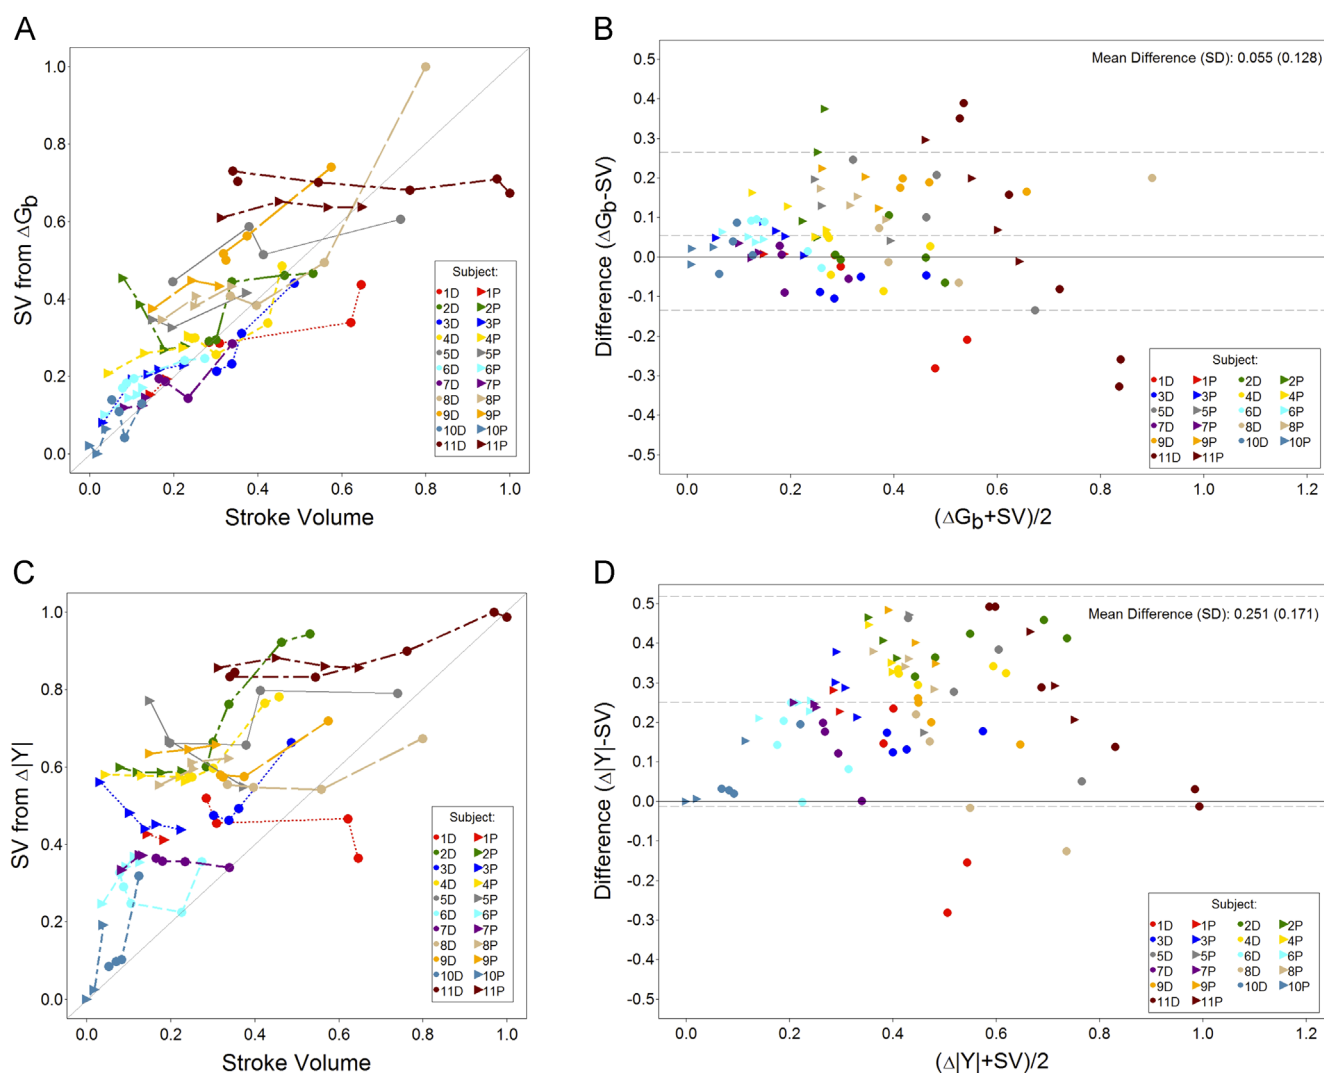 A
SV from ΔGb
1.0
0.8
0.6
0.4
0.2
0.0
0.0 0.2 0.4 0.6 0.8 1.0
Stroke Volume
Subject:
1D 1P
2D 2P
3D 3P
4D 4P
5D 5P
6D 6P
7D 7P
8D 8P
9D 9P
10D 10P
11D 11P
B
Mean Difference (SD): 0.055 (0.128)
Difference (ΔGb-SV)
0.5
0.4
0.3
0.2
0.1
0.0
-0.1
-0.2
-0.3
-0.4
-0.5
0.0 0.2 0.4 0.6 0.8 1.0 1.2
(ΔGb+SV)/2
Subject:
1D 1P 2D 2P
3D 3P 4D 4P
5D 5P 6D 6P
7D 7P 8D 8P
9D 9P 10D 10P
11D 11P
C
SV from Δ|Y|
1.0
0.8
0.6
0.4
0.2
0.0
0.0 0.2 0.4 0.6 0.8 1.0
Stroke Volume
Subject:
1D 1P
2D 2P
3D 3P
4D 4P
5D 5P
6D 6P
7D 7P
8D 8P
9D 9P
10D 10P
11D 11P
D
Mean Difference (SD): 0.251 (0.171)
Difference (Δ|Y|-SV)
0.5
0.4
0.3
0.2
0.1
0.0
-0.1
-0.2
-0.3
-0.4
-0.5
0.0 0.2 0.4 0.6 0.8 1.0 1.2
(Δ|Y|+SV)/2
Subject:
1D 1P 2D 2P
3D 3P 4D 4P
5D 5P 6D 6P
7D 7P 8D 8P
9D 9P 10D 10P
11D 11P